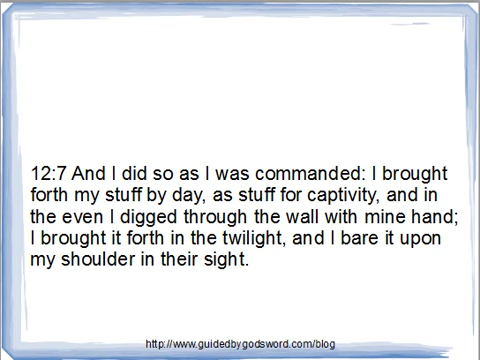 12:7 And I did so as I was commanded: I brought
forth my stuff by day, as stuff for captivity, and in
the even I digged through the wall with mine hand;
I brought it forth in the twilight, and I bare it upon
my shoulder in their sight.
http://www.guidedbygodsword.com/blog